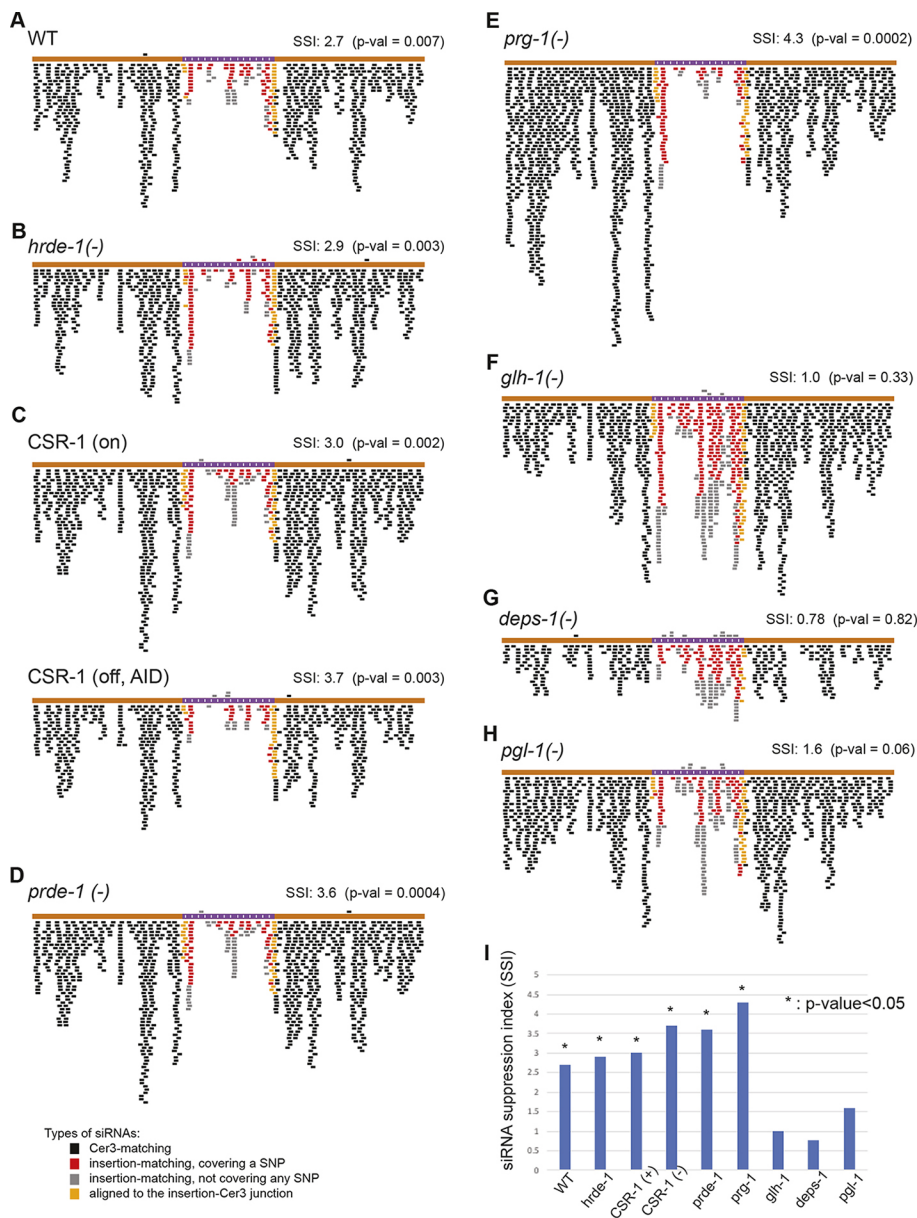 A
WT
SSI: 2.7 (p-val = 0.007)
B
hrde-1(-)
SSI: 2.9 (p-val = 0.003)
C
CSR-1 (on)
SSI: 3.0 (p-val = 0.002)
CSR-1 (off, AID)
SSI: 3.7 (p-val = 0.003)
D
prde-1 (-)
SSI: 3.6 (p-val = 0.0004)
Types of siRNAs:
Cer3-matching
insertion-matching, covering a SNP
insertion-matching, not covering any SNP
aligned to the insertion-Cer3 junction
E
prg-1(-)
SSI: 4.3 (p-val = 0.0002)
F
glh-1(-)
SSI: 1.0 (p-val = 0.33)
G
deps-1(-)
SSI: 0.78 (p-val = 0.82)
H
pgl-1(-)
SSI: 1.6 (p-val = 0.06)
I
siRNA suppression index (SSI)
5
4.5
4
3.5
3
2.5
2
1.5
1
0.5
0
* * * * * *
* : p-value<0.05
WT
hrde-1
CSR-1 (+)
CSR-1 (-)
prde-1
prg-1
glh-1
deps-1
pgl-1